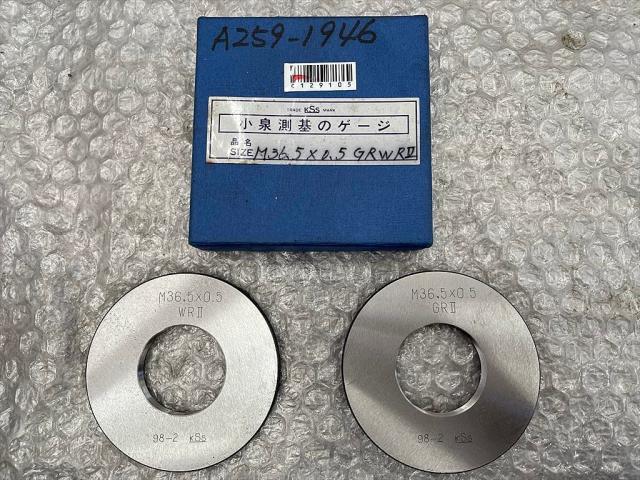 A259-1946
C129105
TRADE KSS MARK
小泉測基のゲージ
品名
SIZE M36.5×0.5 GRWRⅡ
M36.5×0.5
WRⅡ
98-2 KSS
M36.5×0.5
GRⅡ
98-2 KSS